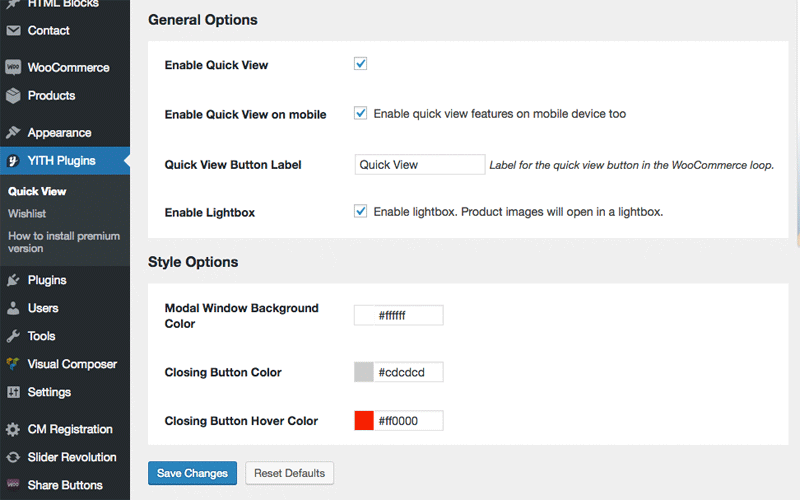 HTML Blocks
Contact
WooCommerce
Products
Appearance
YITH Plugins
Quick View
Wishlist
How to install premium
version
Plugins
Users
Tools
Visual Composer
Settings
CM Registration
Slider Revolution
Share Buttons
General Options
Enable Quick View
Enable Quick View on mobile
Enable quick view features on mobile device too
Quick View Button Label
Quick View
Label for the quick view button in the WooCommerce loop.
Enable Lightbox
Enable lightbox. Product images will open in a lightbox.
Style Options
Modal Window Background
Color
#ffffff
Closing Button Color
#cdcdcd
Closing Button Hover Color
#ff0000
Save Changes
Reset Defaults